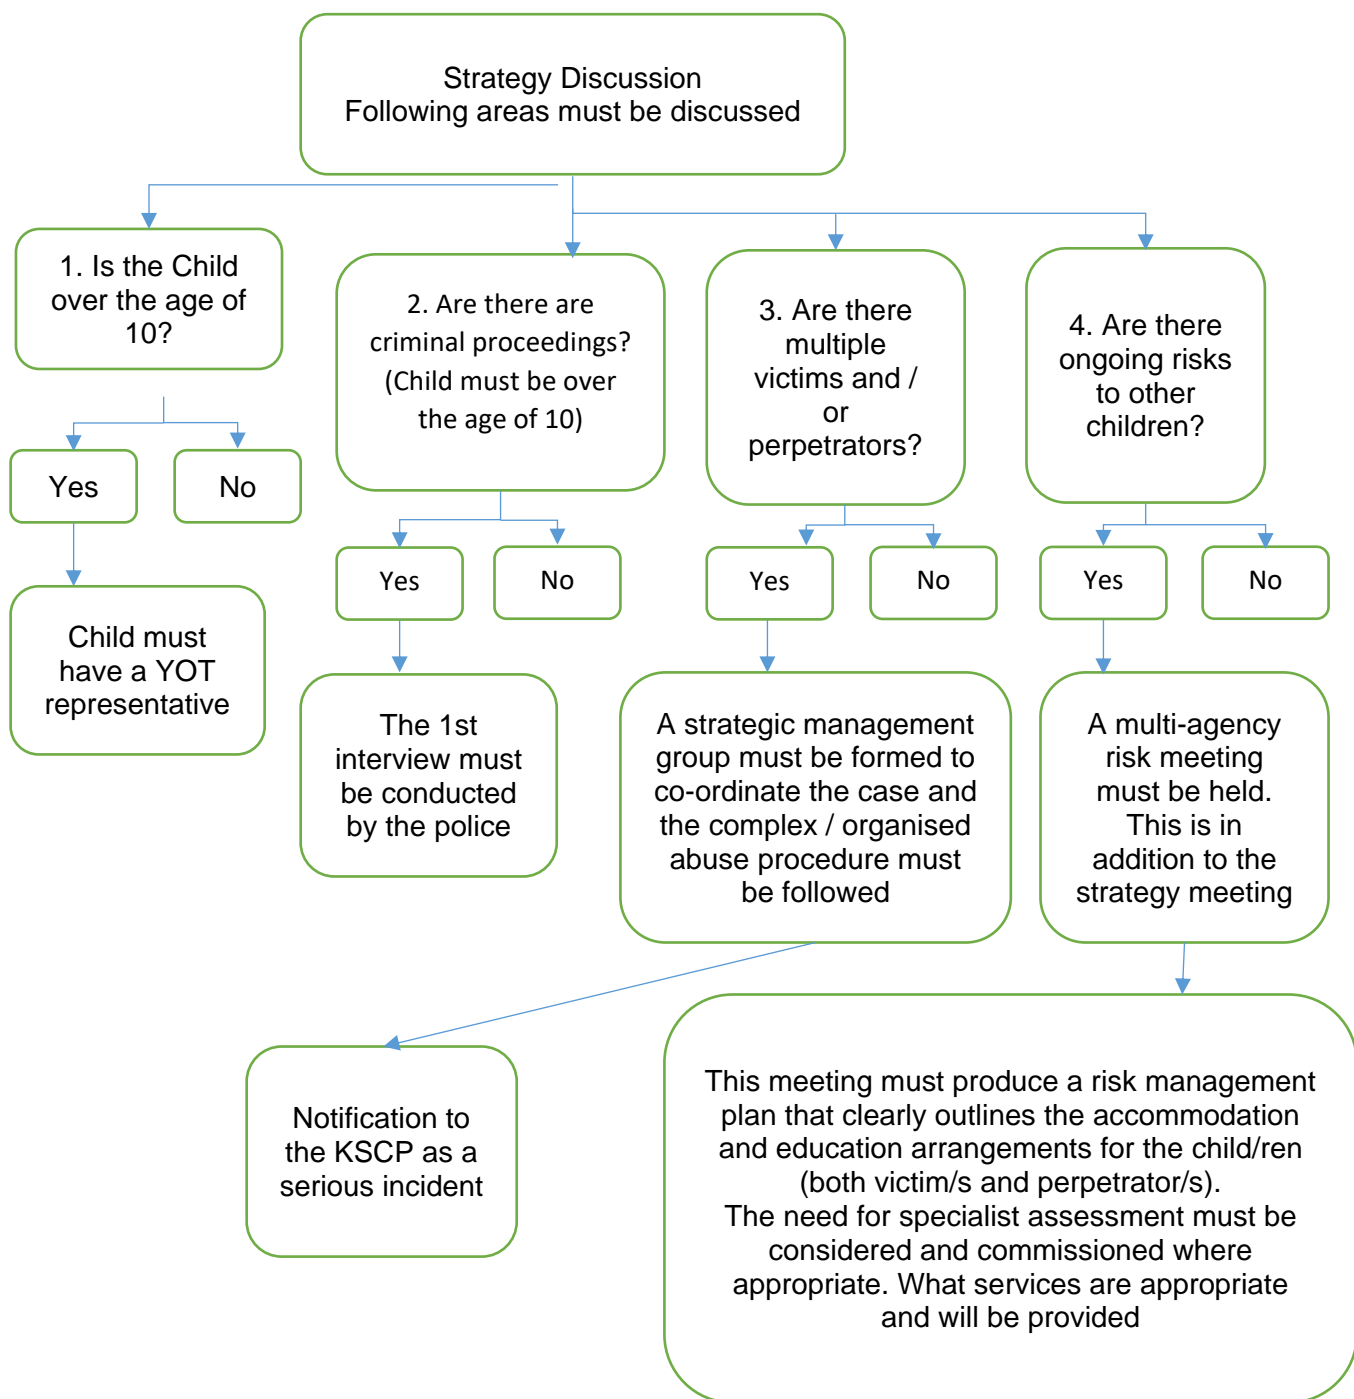 Strategy Discussion
Following areas must be discussed
1. Is the Child
over the age of
10?
Yes
No
Child must
have a YOT
representative
2. Are there are
criminal proceedings?
(Child must be over
the age of 10)
Yes
No
The 1st
interview must
be conducted
by the police
3. Are there
multiple
victims and /
or
perpetrators?
Yes
No
A strategic management
group must be formed to
co-ordinate the case and
the complex / organised
abuse procedure must
be followed
Notification to
the KSCP as a
serious incident
4. Are there
ongoing risks
to other
children?
Yes
No
A multi-agency
risk meeting
must be held.
This is in
addition to the
strategy meeting
This meeting must produce a risk management
plan that clearly outlines the accommodation
and education arrangements for the child/ren
(both victim/s and perpetrator/s).
The need for specialist assessment must be
considered and commissioned where
appropriate. What services are appropriate
and will be provided